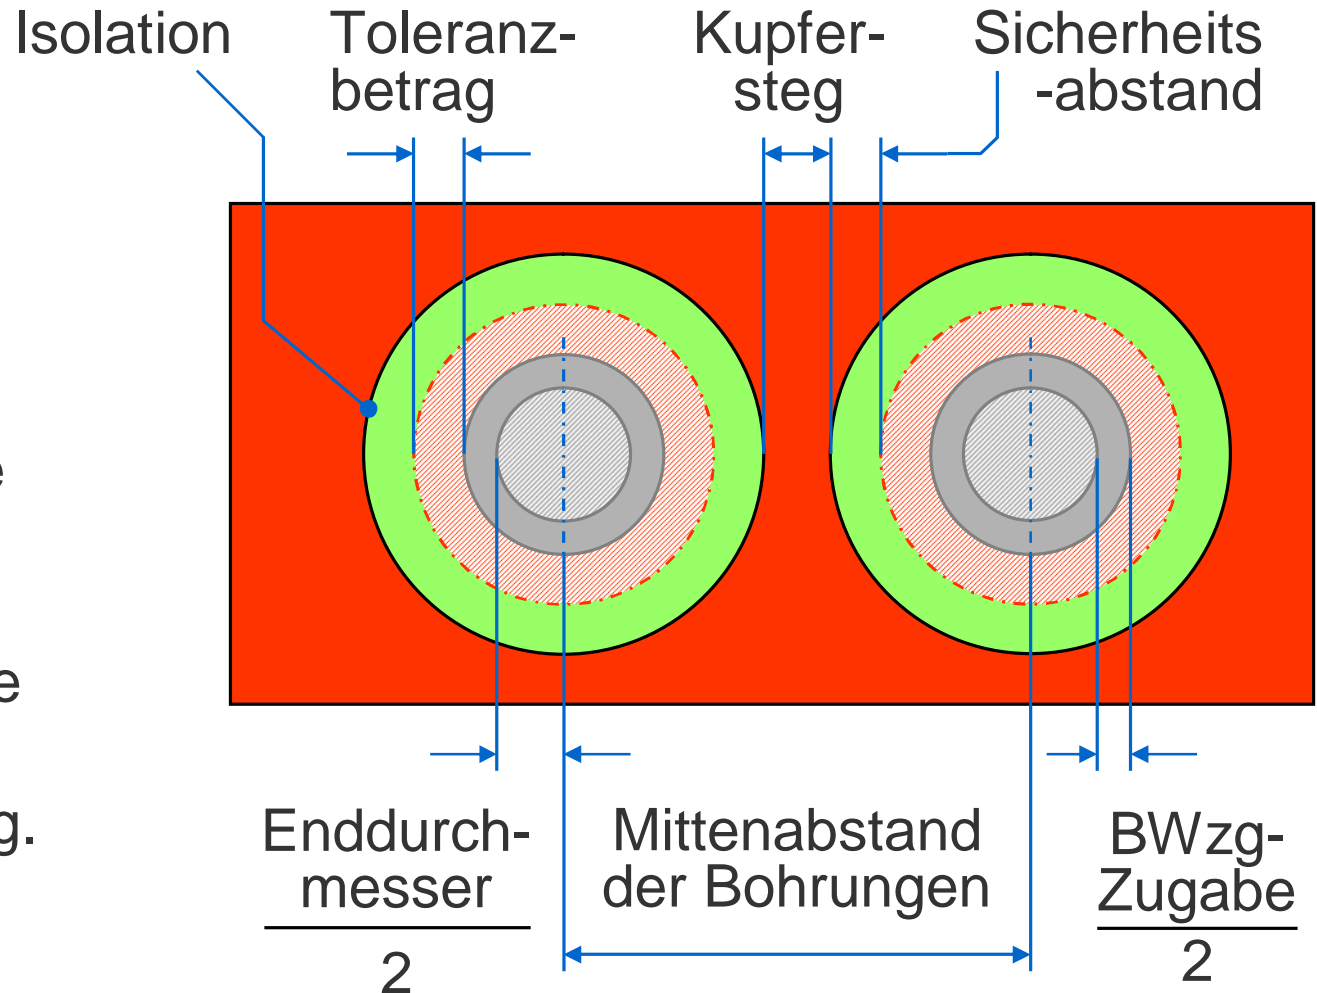 Isolation
Toleranz-
betrag
Kupfer-
steg
Sicherheits
-abstand
e
e
g.
Enddurch-
messer
2
Mittenabstand
der Bohrungen
BWzg-
Zugabe
2